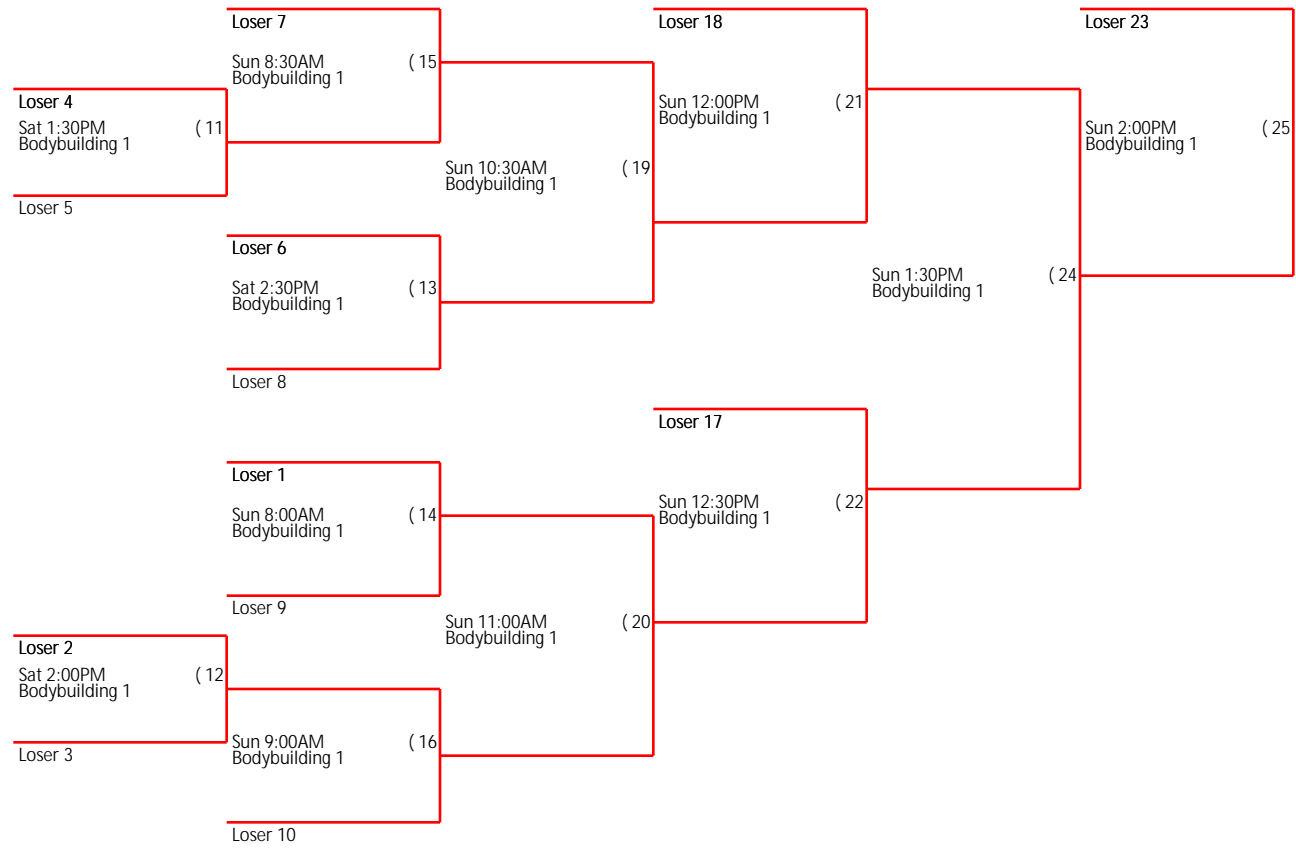 Loser 7
Loser 18
Loser 23
Sun 8:30AM
Bodybuilding 1
( 15
Loser 4
Sat 1:30PM
Bodybuilding 1
( 11
Sun 12:00PM
Bodybuilding 1
( 21
Sun 2:00PM
Bodybuilding 1
( 25
Sun 10:30AM
Bodybuilding 1
( 19
Loser 5
Loser 6
Sat 2:30PM
Bodybuilding 1
( 13
Sun 1:30PM
Bodybuilding 1
( 24
Loser 8
Loser 17
Loser 1
Sun 8:00AM
Bodybuilding 1
( 14
Sun 12:30PM
Bodybuilding 1
( 22
Loser 9
Sun 11:00AM
Bodybuilding 1
( 20
Loser 2
Sat 2:00PM
Bodybuilding 1
( 12
Loser 3
Sun 9:00AM
Bodybuilding 1
( 16
Loser 10